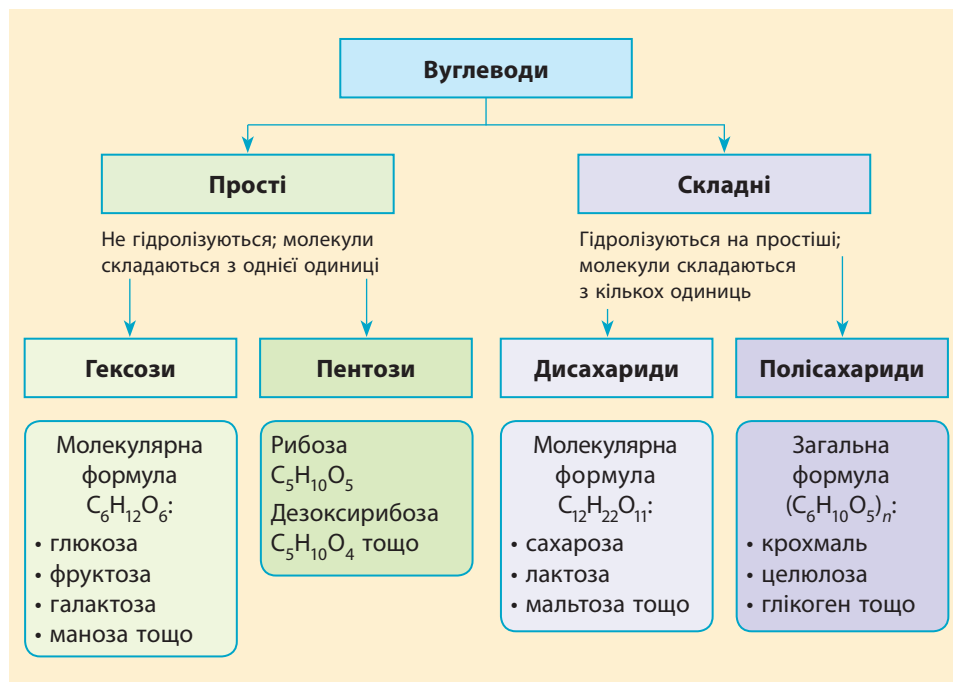 Вуглеводи
Прості
Складні
Не гідролізуються; молекули
складаються з однієї одиниці
Гідролізуються на простіші;
молекули складаються
з кількох одиниць
Гексози
Пентози
Дисахариди
Полісахариди
Молекулярна
формула
C₆H₁₂O₆:
• глюкоза
• фруктоза
• галактоза
• маноза тощо
Рибоза
C₅H₁₀O₅
Дезоксирибоза
C₅H₁₀O₄ тощо
Молекулярна
формула
C₁₂H₂₂O₁₁:
• сахароза
• лактоза
• мальтоза тощо
Загальна
формула
(C₆H₁₀O₅)ₙ:
• крохмаль
• целюлоза
• глікоген тощо